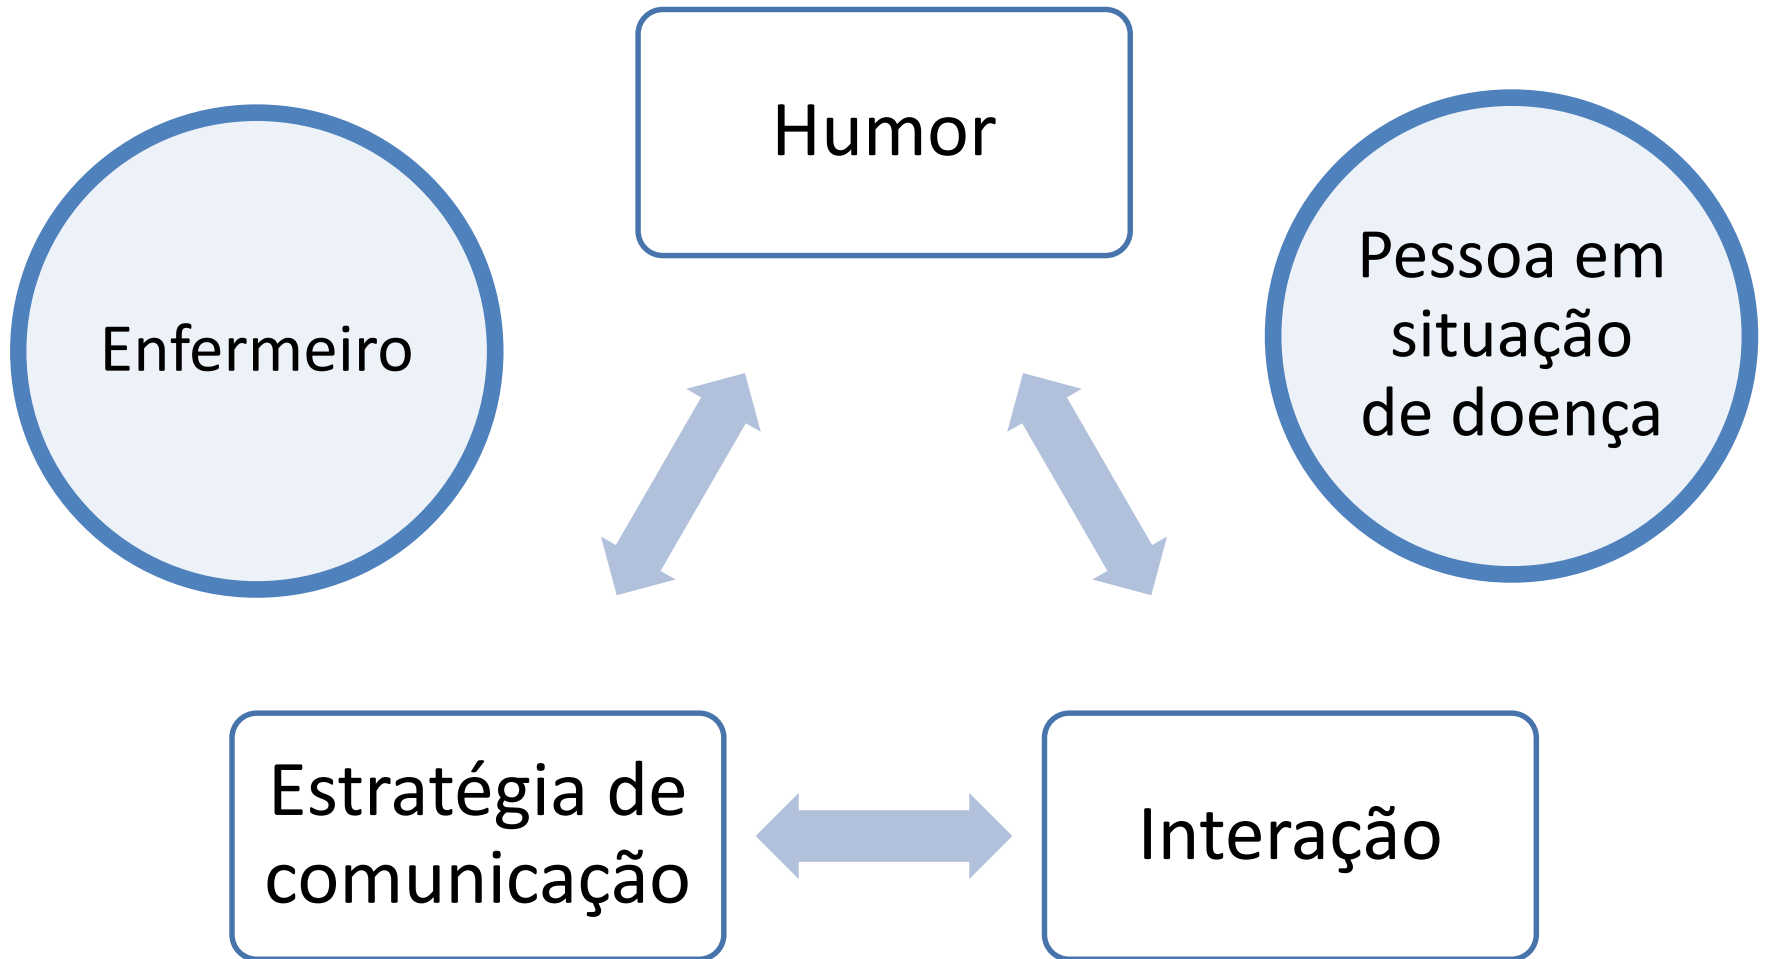 Humor
Enfermeiro
Pessoa em
situação
de doença
Estratégia de
comunicação
Interação